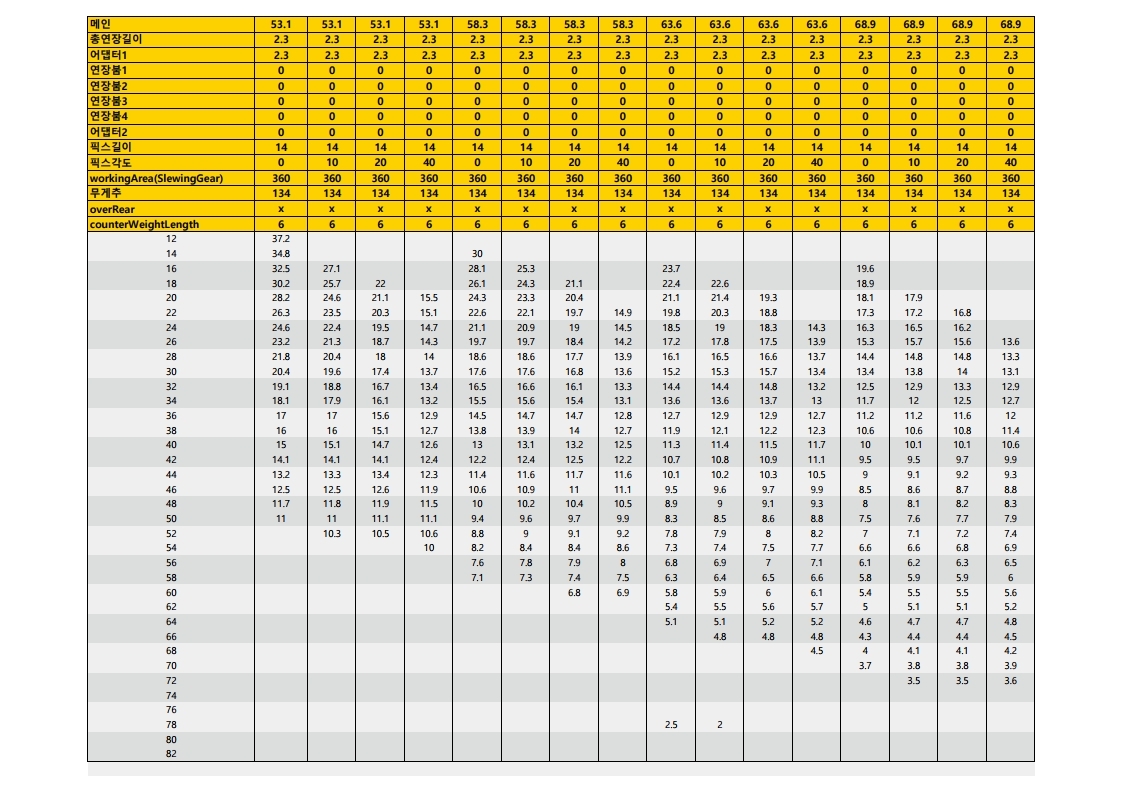 메인 53.1 53.1 53.1 53.1 58.3 58.3 58.3 58.3 63.6 63.6 63.6 63.6 68.9 68.9 68.9 68.9
총연장길이 2.3 2.3 2.3 2.3 2.3 2.3 2.3 2.3 2.3 2.3 2.3 2.3 2.3 2.3 2.3 2.3
어댑터1 2.3 2.3 2.3 2.3 2.3 2.3 2.3 2.3 2.3 2.3 2.3 2.3 2.3 2.3 2.3 2.3
연장붐1 0 0 0 0 0 0 0 0 0 0 0 0 0 0 0 0
연장붐2 0 0 0 0 0 0 0 0 0 0 0 0 0 0 0 0
연장붐3 0 0 0 0 0 0 0 0 0 0 0 0 0 0 0 0
연장붐4 0 0 0 0 0 0 0 0 0 0 0 0 0 0 0 0
어댑터2 0 0 0 0 0 0 0 0 0 0 0 0 0 0 0 0
픽스길이 14 14 14 14 14 14 14 14 14 14 14 14 14 14 14 14
픽스각도 0 10 20 40 0 10 20 40 0 10 20 40 0 10 20 40
workingArea(SlewingGear) 360 360 360 360 360 360 360 360 360 360 360 360 360 360 360 360
무게추 134 134 134 134 134 134 134 134 134 134 134 134 134 134 134 134
overRear x x x x x x x x x x x x x x x x
counterWeightLength 6 6 6 6 6 6 6 6 6 6 6 6 6 6 6 6
12 37.2
14 34.8 30
16 32.5 27.1 28.1 25.3 23.7 19.6
18 30.2 25.7 22 26.1 24.3 21.1 22.4 22.6 18.9
20 28.2 24.6 21.1 15.5 24.3 23.3 20.4 21.1 21.4 19.3 18.1 17.9
22 26.3 23.5 20.3 15.1 22.6 22.1 19.7 14.9 19.8 20.3 18.8 17.3 17.2 16.8
24 24.6 22.4 19.5 14.7 21.1 20.9 19 14.5 18.5 19 18.3 14.3 16.3 16.5 16.2
26 23.2 21.3 18.7 14.3 19.7 19.7 18.4 14.2 17.2 17.8 17.5 13.9 15.3 15.7 15.6 13.6
28 21.8 20.4 18 14 18.6 18.6 17.7 13.9 16.1 16.5 16.6 13.7 14.4 14.8 14.8 13.3
30 20.4 19.6 17.4 13.7 17.6 17.6 16.8 13.6 15.2 15.3 15.7 13.4 13.4 13.8 14 13.1
32 19.1 18.8 16.7 13.4 16.5 16.6 16.1 13.3 14.4 14.4 14.8 13.2 12.5 12.9 13.3 12.9
34 18.1 17.9 16.1 13.2 15.5 15.6 15.4 13.1 13.6 13.6 13.7 13 11.7 12 12.5 12.7
36 17 17 15.6 12.9 14.5 14.7 14.7 12.8 12.7 12.9 12.9 12.7 11.2 11.2 11.6 12
38 16 16 15.1 12.7 13.8 13.9 14 12.7 11.9 12.1 12.2 12.3 10.6 10.6 10.8 11.4
40 15 15.1 14.7 12.6 13 13.1 13.2 12.5 11.3 11.4 11.5 11.7 10 10.1 10.1 10.6
42 14.1 14.1 14.1 12.4 12.2 12.4 12.5 12.2 10.7 10.8 10.9 11.1 9.5 9.5 9.7 9.9
44 13.2 13.3 13.4 12.3 11.4 11.6 11.7 11.6 10.1 10.2 10.3 10.5 9 9.1 9.2 9.3
46 12.5 12.5 12.6 11.9 10.6 10.9 11 11.1 9.5 9.6 9.7 9.9 8.5 8.6 8.7 8.8
48 11.7 11.8 11.9 11.5 10 10.2 10.4 10.5 8.9 9 9.1 9.3 8 8.1 8.2 8.3
50 11 11 11.1 11.1 9.4 9.6 9.7 9.9 8.3 8.5 8.6 8.8 7.5 7.6 7.7 7.9
52 10.3 10.5 10.6 8.8 9 9.1 9.2 7.8 7.9 8 8.2 7 7.1 7.2 7.4
54 10 8.2 8.4 8.4 8.6 7.3 7.4 7.5 7.7 6.6 6.6 6.8 6.9
56 7.6 7.8 7.9 8 6.8 6.9 7 7.1 6.1 6.2 6.3 6.5
58 7.1 7.3 7.4 7.5 6.3 6.4 6.5 6.6 5.8 5.9 5.9 6
60 6.8 6.9 5.8 5.9 6 6.1 5.4 5.5 5.5 5.6
62 5.4 5.5 5.6 5.7 5 5.1 5.1 5.2
64 5.1 5.1 5.2 5.2 4.6 4.7 4.7 4.8
66 4.8 4.8 4.8 4.3 4.4 4.4 4.5
68 4.5 4 4.1 4.1 4.2
70 3.7 3.8 3.8 3.9
72 3.5 3.5 3.6
74
76
78 2.5 2
80
82